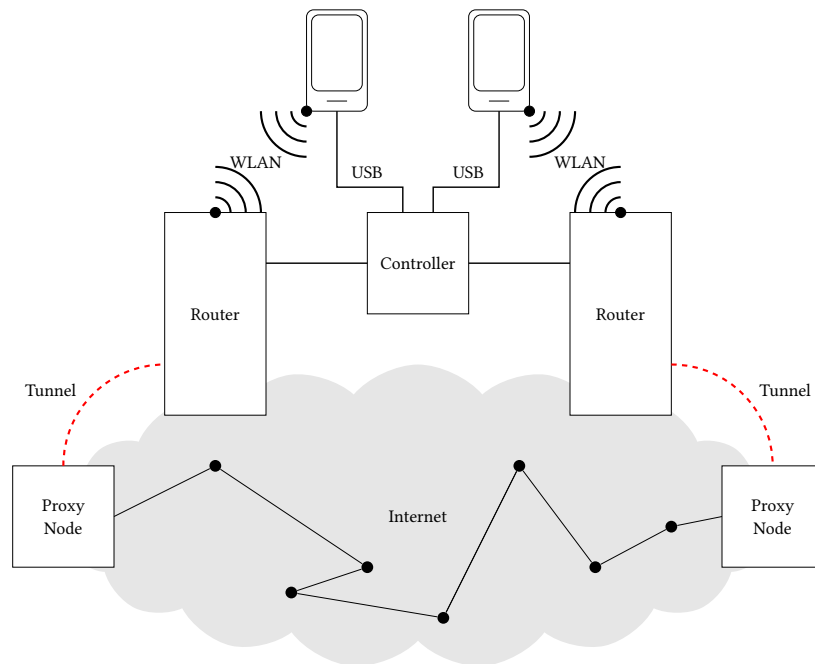 WLAN
USB
USB
WLAN
Controller
Router
Router
Tunnel
Tunnel
Proxy
Node
Internet
Proxy
Node